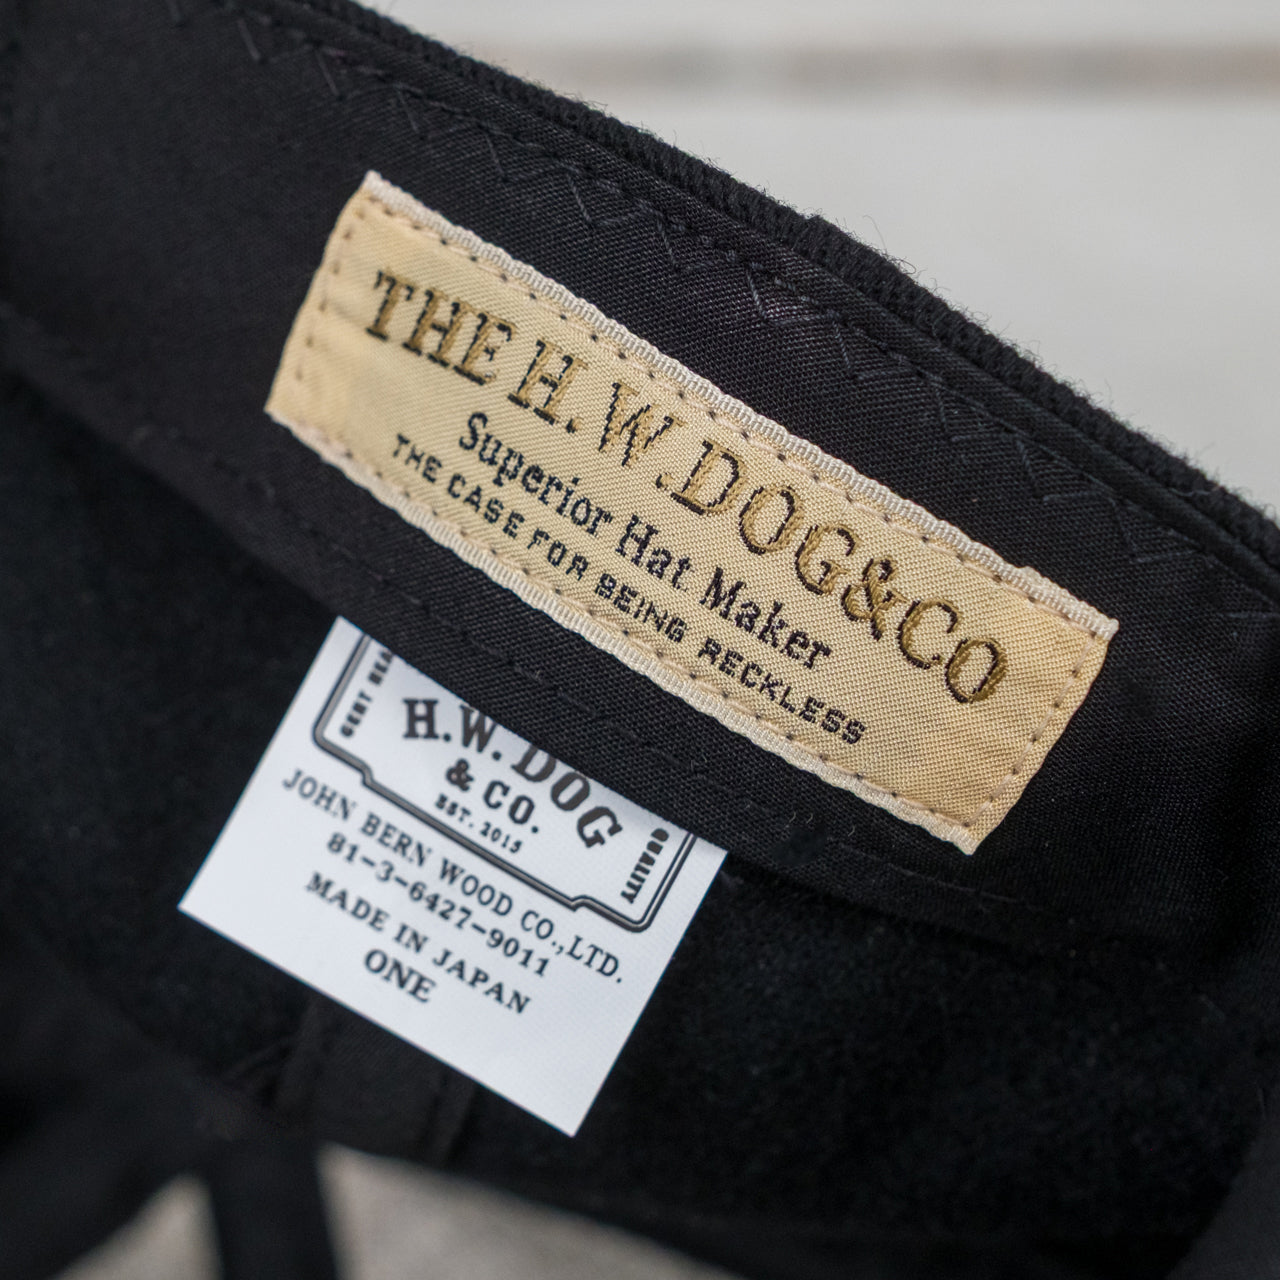 THE H.W.DOG&CO
Superior Hat Maker
THE CASE FOR BEING RECKLESS
H.W. DOG
& CO.
EST. 2015
QUALITY
JOHN BERN WOOD CO.,LTD.
81-3-6427-9011
MADE IN JAPAN
ONE